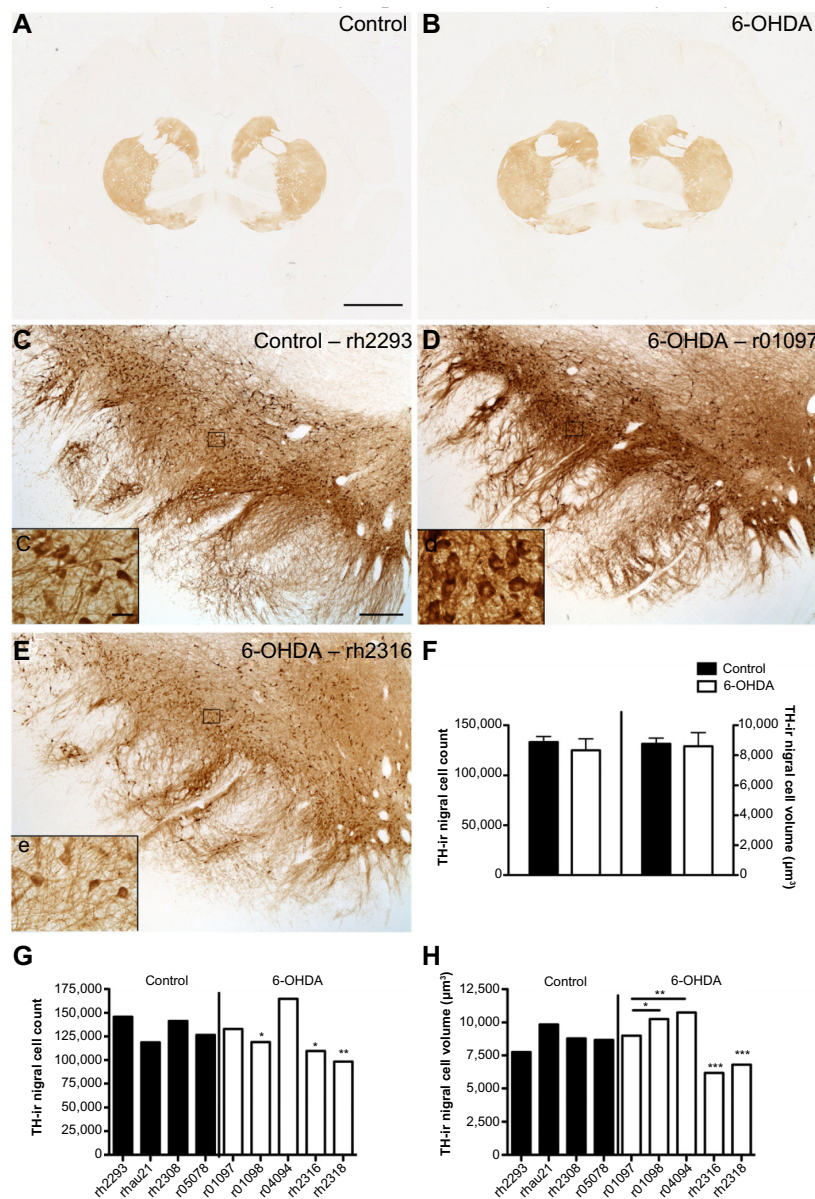 A
Control
B
6-OHDA
C
Control – rh2293
D
6-OHDA – r01097
C
d
E
6-OHDA – rh2316
e
F
Control
6-OHDA
TH-ir nigral cell count
150,000
100,000
50,000
0
10,000
8,000
6,000
4,000
2,000
0
TH-ir nigral cell volume (µm³)
G
Control
6-OHDA
TH-ir nigral cell count
175,000
150,000
125,000
100,000
75,000
50,000
25,000
0
*
*
**
rh2293
rhau21
rh2308
r05078
r01097
r01098
r04094
rh2316
rh2318
H
Control
6-OHDA
TH-ir nigral cell volume (µm³)
12,500
10,000
7,500
5,000
2,500
0
**
*
***
***
rh2293
rhau21
rh2308
r05078
r01097
r01098
r04094
rh2316
rh2318